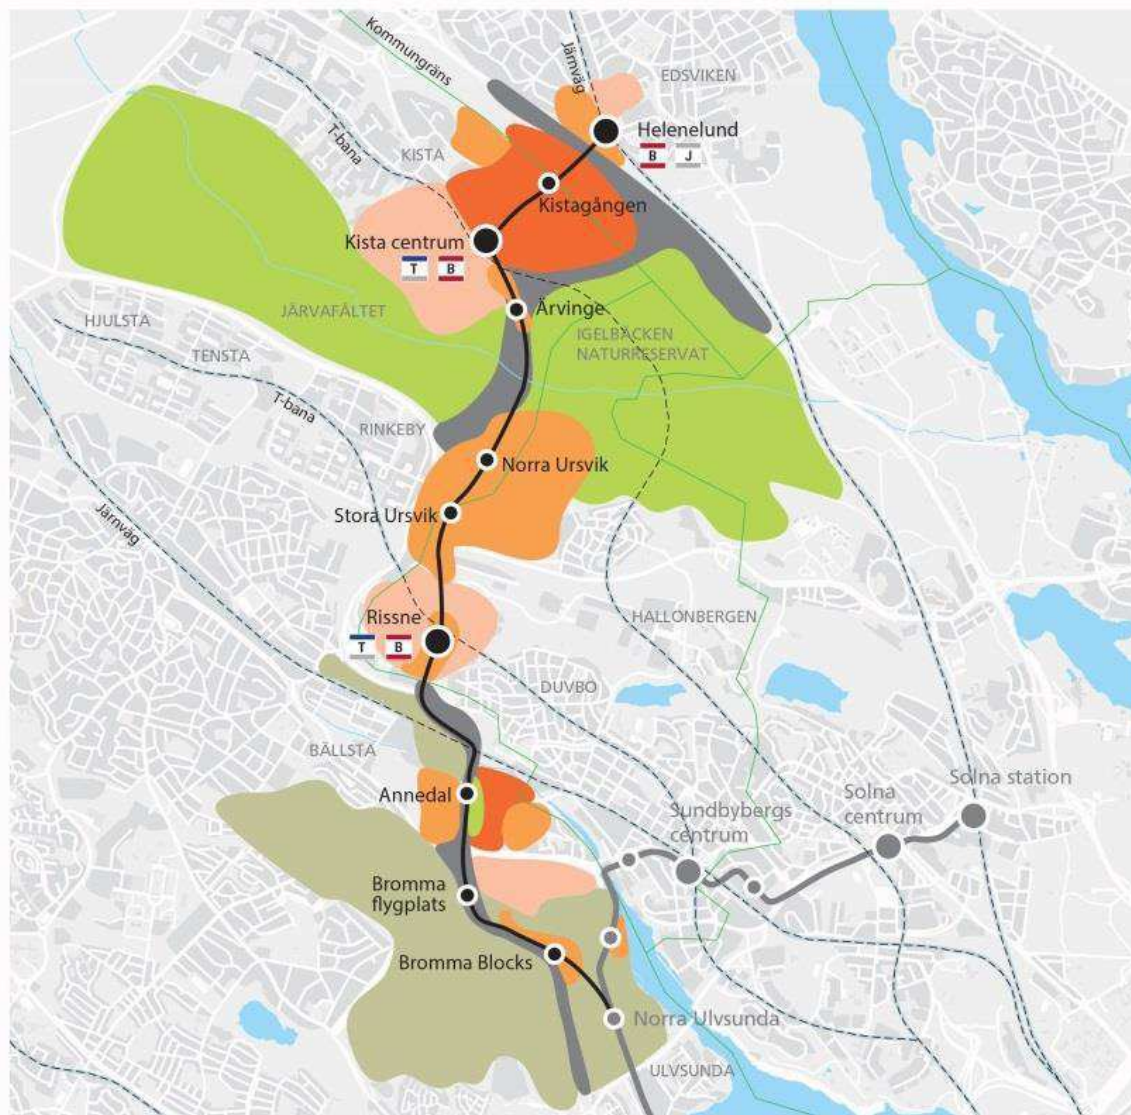 Kommungräns
Järnväg
EDSVIKEN
T-bana
KISTA
Helenelund
B J
Kistagången
Kista centrum
T B
Ärvinge
JÄRVAFÄLTET
IGELBÄCKEN
NATURRESERVAT
HJULSTA
TENSTA
T-bana
RINKEBY
Norra Ursvik
Stora Ursvik
Järnväg
Rissne
T B
HALLONBERGEN
DUVBO
BÄLLSTA
Annedal
Solna station
Solna
centrum
Sundbybergs
centrum
Bromma
flygplats
Bromma Blocks
Norra Ulvsunda
ULVSUNDA